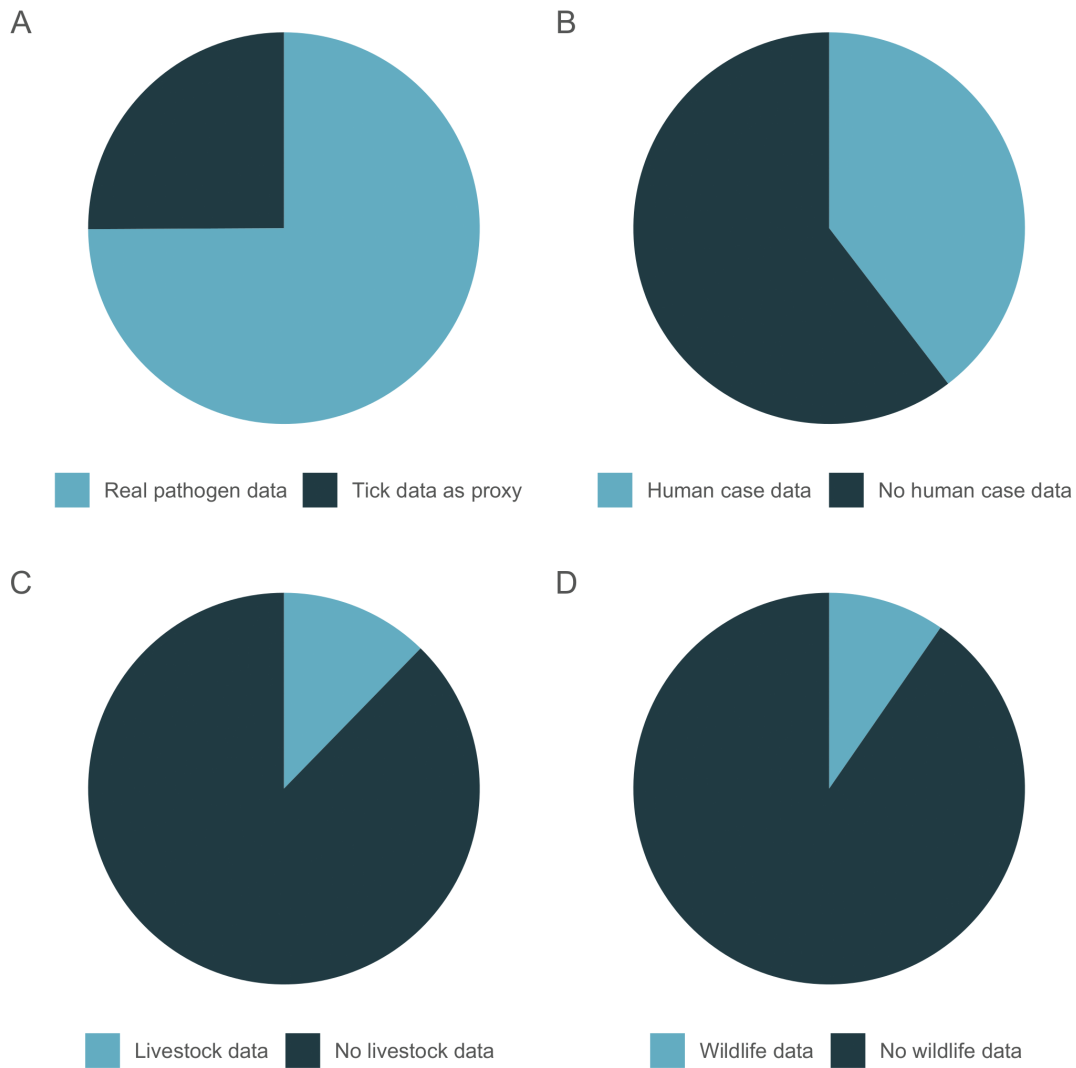 A
B
Real pathogen data Tick data as proxy
Human case data No human case data
C
D
Livestock data No livestock data
Wildlife data No wildlife data